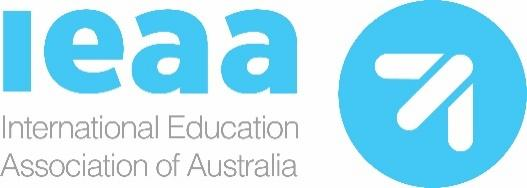 ieaa
International Education
Association of Australia